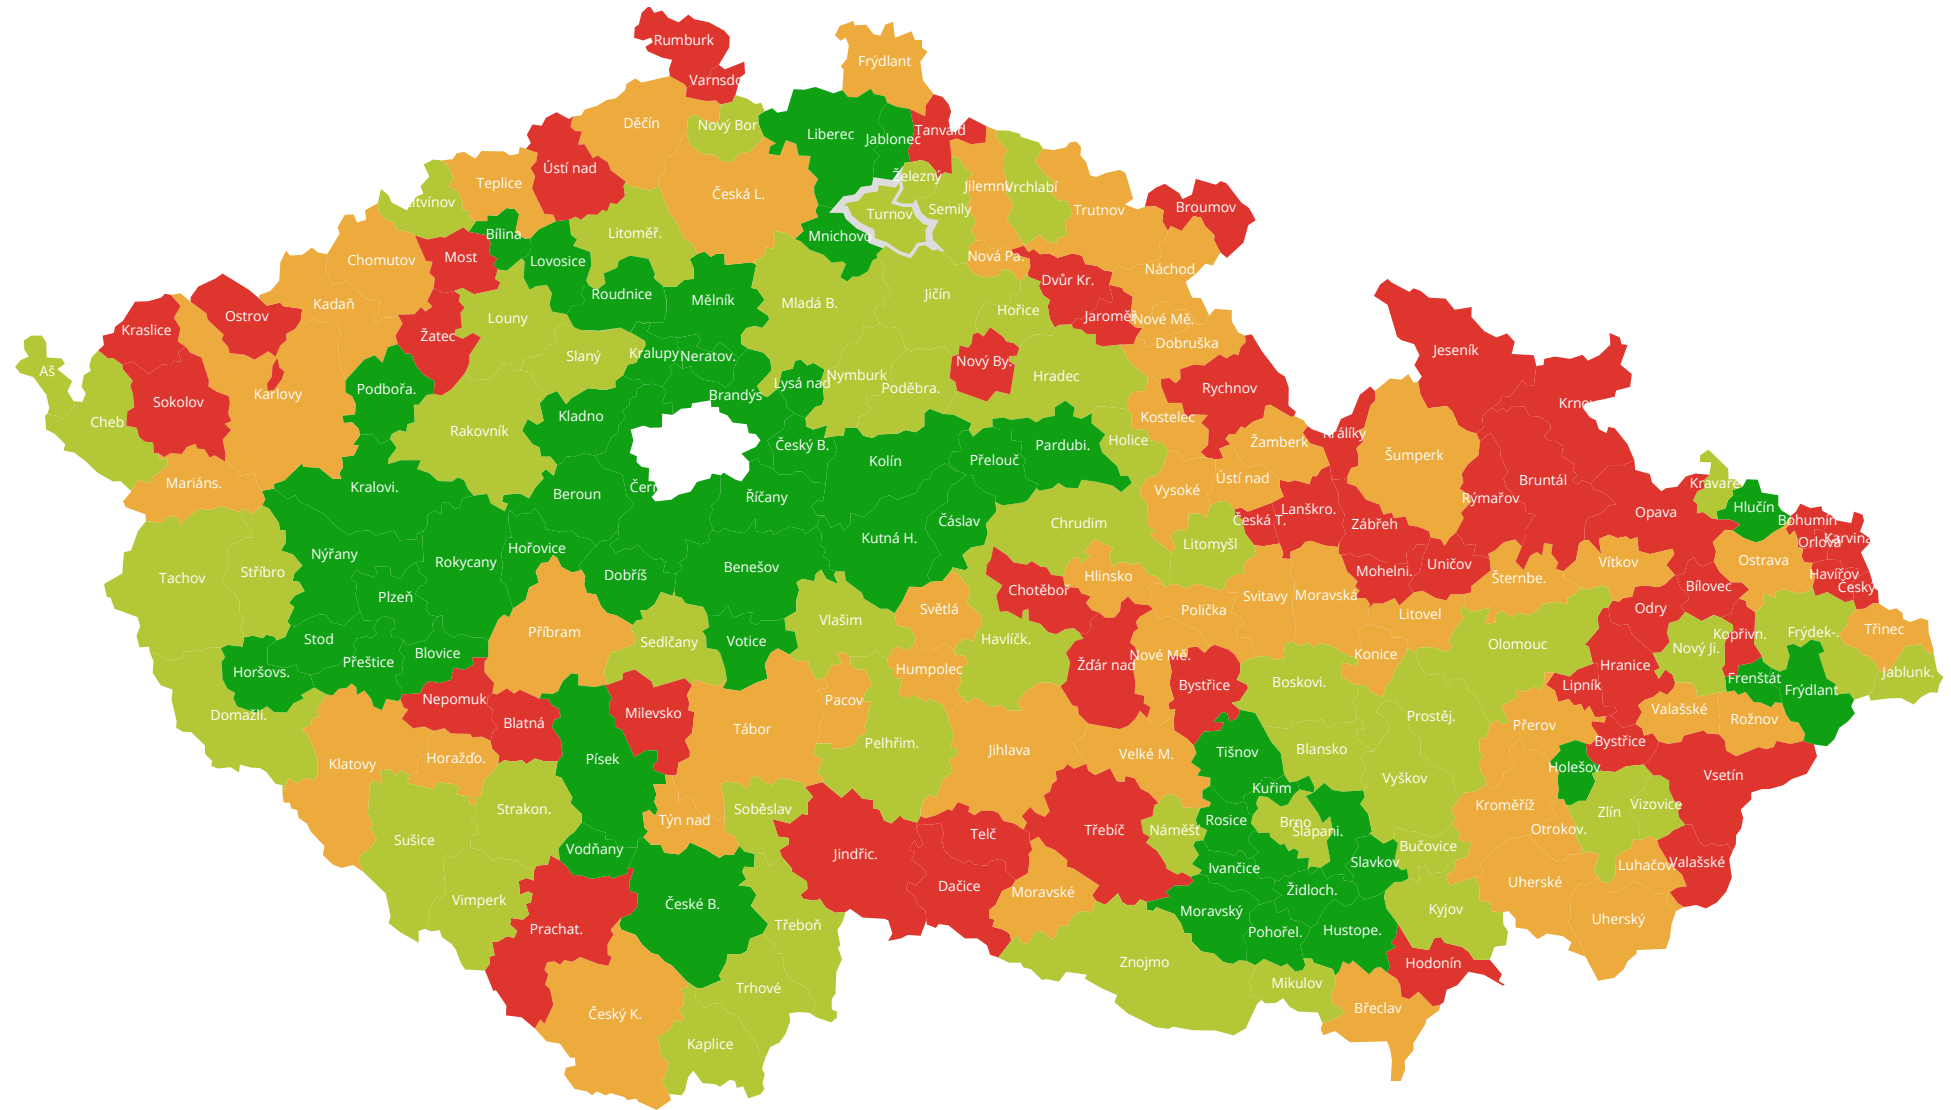 Rumburk
Frýdlant
Varnsdo
Děčín
Nový Bor
Liberec
Jablonec
Tanvald
Ústí nad
Teplice
Česká L.
Železný
Jilemni
Vrchlabí
Litvínov
Turnov
Semily
Trutnov
Broumov
Bílina
Litoměř.
Mnichovo
Most
Chomutov
Lovosice
Nová Pa.
Náchod
Dvůr Kr.
Roudnice
Mělník
Jičín
Kadaň
Mladá B.
Hořice
Ostrov
Louny
Jaroměř
Nové Mě.
Kraslice
Žatec
Dobruška
Jeseník
Slaný
Kralupy
Neratov.
Nový By.
Aš
Nymburk
Hradec
Lysá nad
Podbořa.
Poděbra.
Rychnov
Karlovy
Brandýs
Sokolov
Krnov
Kladno
Kostelec
Cheb
Rakovník
Králíky
Český B.
Pardubi.
Holice
Žamberk
Šumperk
Kolín
Přelouč
Ústí nad
Bruntál
Mariáns.
Kralovi.
Černo
Vysoké
Kravaře
Beroun
Říčany
Rýmařov
Hlučín
Lanškro.
Opava
Čáslav
Chrudim
Česká T.
Zábřeh
Bohumín
Kutná H.
Litomyšl
Orlová
Karviná
Hořovice
Nýřany
Rokycany
Uničov
Vítkov
Ostrava
Stříbro
Benešov
Mohelni.
Tachov
Dobříš
Hlinsko
Šternbe.
Havířov
Chotěboř
Bílovec
Český
Plzeň
Svitavy
Moravská
Světlá
Polička
Odry
Litovel
Příbram
Vlašim
Třinec
Stod
Sedlčany
Votice
Havlíčk.
Kopřivn.
Frýdek-.
Olomouc
Nový Ji.
Blovice
Konice
Přeštice
Nové Mě.
Hranice
Horšovs.
Humpolec
Žďár nad
Jablunk.
Frenštát
Boskovi.
Bystřice
Lipník
Frýdlant
Nepomuk
Pacov
Valašské
Domažli.
Milevsko
Prostěj.
Rožnov
Blatná
Tábor
Přerov
Pelhřim.
Bystřice
Jihlava
Blansko
Horažďo.
Písek
Tišnov
Velké M.
Klatovy
Holešov
Vsetín
Vyškov
Kuřim
Strakon.
Soběslav
Kroměříž
Vizovice
Týn nad
Rosice
Brno
Zlín
Náměšť
Třebíč
Šlapani.
Otrokov.
Telč
Sušice
Vodňany
Bučovice
Jindřic.
Slavkov
Valašské
Ivančice
Luhačov.
Uherské
Dačice
Židloch.
Moravské
Vimperk
České B.
Moravský
Kyjov
Uherský
Třeboň
Prachat.
Pohořel.
Hustope.
Znojmo
Hodonín
Mikulov
Trhové
Břeclav
Český K.
Kaplice